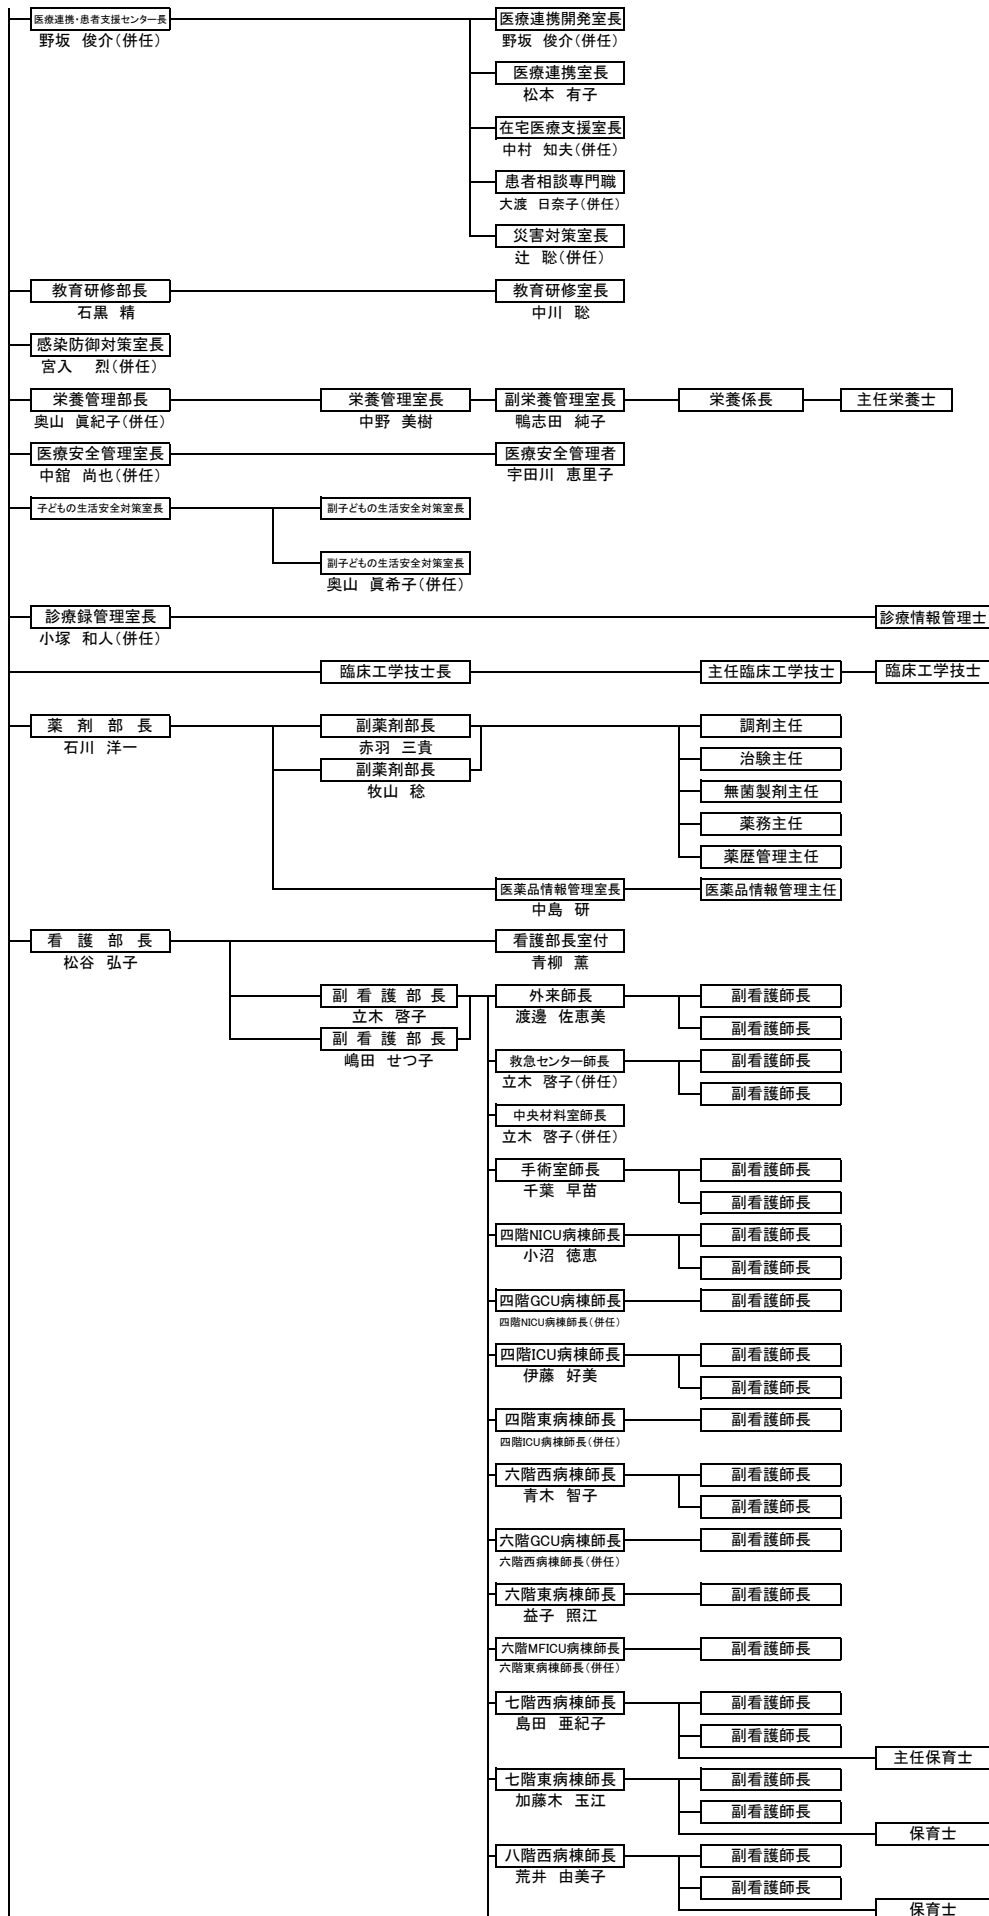 医療連携・患者支援センター長
医療連携開発室長
野坂 俊介(併任)
野坂 俊介(併任)
医療連携室長
松本 有子
在宅医療支援室長
中村 知夫(併任)
患者相談専門職
大渡 日奈子(併任)
災害対策室長
辻 聡(併任)
教育研修部長
教育研修室長
石黒 精
中川 聡
感染防御対策室長
宮入 烈(併任)
栄養管理部長
栄養管理室長
副栄養管理室長
栄養係長
主任栄養士
奥山 眞紀子(併任)
中野 美樹
鴨志田 純子
医療安全管理室長
医療安全管理者
中舘 尚也(併任)
宇田川 恵里子
子どもの生活安全対策室長
副子どもの生活安全対策室長
副子どもの生活安全対策室長
奥山 眞希子(併任)
診療録管理室長
診療情報管理士
小塚 和人(併任)
臨床工学技士長
主任臨床工学技士
臨床工学技士
薬 剤 部 長
副薬剤部長
調剤主任
石川 洋一
赤羽 三貴
治験主任
副薬剤部長
牧山 稔
無菌製剤主任
薬務主任
薬歴管理主任
医薬品情報管理室長
医薬品情報管理主任
中島 研
看 護 部 長
看護部長室付
松谷 弘子
青柳 薫
副 看 護 部 長
外来師長
副看護師長
立木 啓子
渡邊 佐恵美
副看護師長
副 看 護 部 長
嶋田 せつ子
救急センター師長
副看護師長
立木 啓子(併任)
副看護師長
中央材料室師長
立木 啓子(併任)
手術室師長
副看護師長
千葉 早苗
副看護師長
四階NICU病棟師長
副看護師長
小沼 徳恵
副看護師長
四階GCU病棟師長
副看護師長
四階NICU病棟師長(併任)
四階ICU病棟師長
副看護師長
伊藤 好美
副看護師長
四階東病棟師長
副看護師長
四階ICU病棟師長(併任)
六階西病棟師長
副看護師長
青木 智子
副看護師長
六階GCU病棟師長
副看護師長
六階西病棟師長(併任)
六階東病棟師長
副看護師長
益子 照江
六階MFICU病棟師長
副看護師長
六階東病棟師長(併任)
七階西病棟師長
副看護師長
島田 亜紀子
副看護師長
主任保育士
七階東病棟師長
副看護師長
加藤木 玉江
副看護師長
保育士
八階西病棟師長
副看護師長
荒井 由美子
副看護師長
保育士